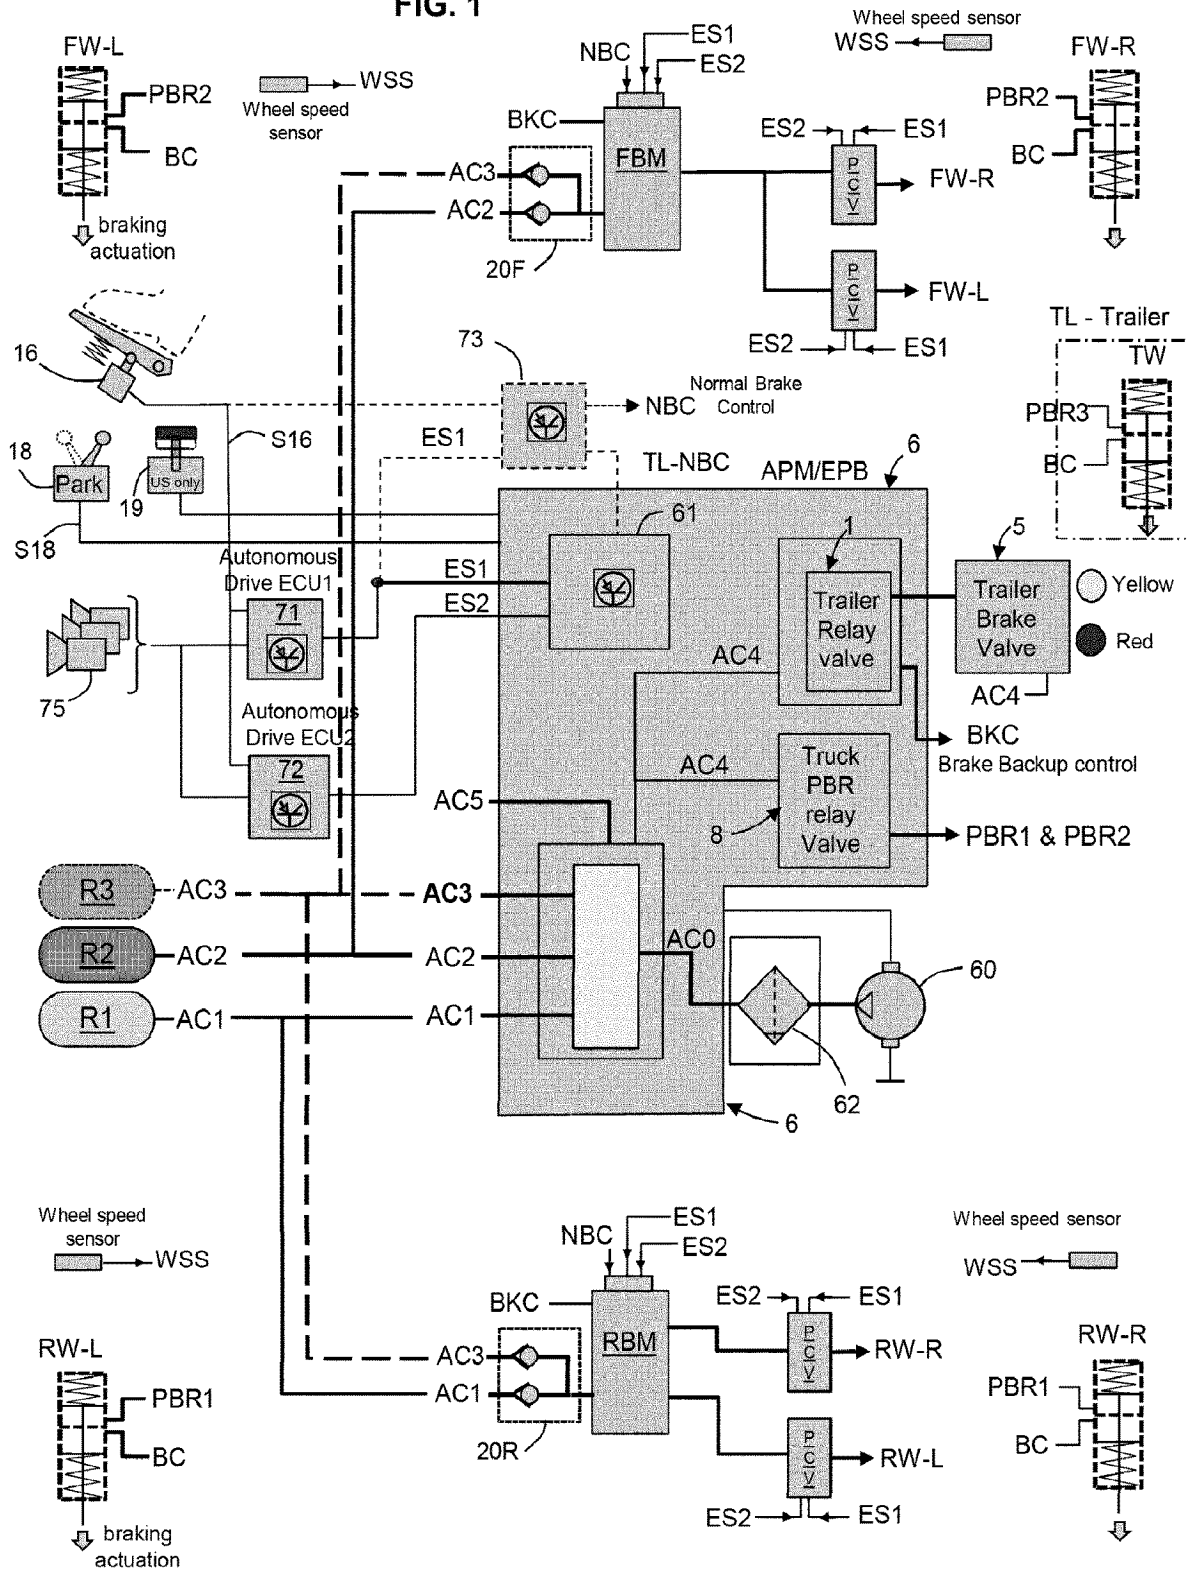 FIG. 1
FW-L
PBR2
BC
braking
actuation
WSS
Wheel speed
sensor
NBC
ES1
ES2
BKC
FBM
AC3
AC2
20F
ES2
ES1
PCV
FW-R
PCV
FW-L
ES2
ES1
Wheel speed sensor
WSS
FW-R
PBR2
BC
TL - Trailer
TW
PBR3
BC
16
18
Park
19
US only
S16
S18
73
NBC
Normal Brake
Control
ES1
TL-NBC
APM/EPB
6
61
ES1
ES2
Autonomous
Drive ECU1
71
75
Autonomous
Drive ECU2
72
1
Trailer
Relay
valve
5
Trailer
Brake
Valve
Yellow
Red
AC4
AC4
BKC
Brake Backup control
AC4
Truck
PBR
relay
Valve
8
PBR1 & PBR2
AC5
R3
AC3
AC3
R2
AC2
AC2
R1
AC1
AC1
AC0
60
62
6
Wheel speed
sensor
WSS
NBC
ES1
ES2
BKC
RBM
AC3
AC1
20R
ES2
ES1
PCV
RW-R
PCV
RW-L
ES2
ES1
Wheel speed sensor
WSS
RW-L
PBR1
BC
braking
actuation
RW-R
PBR1
BC